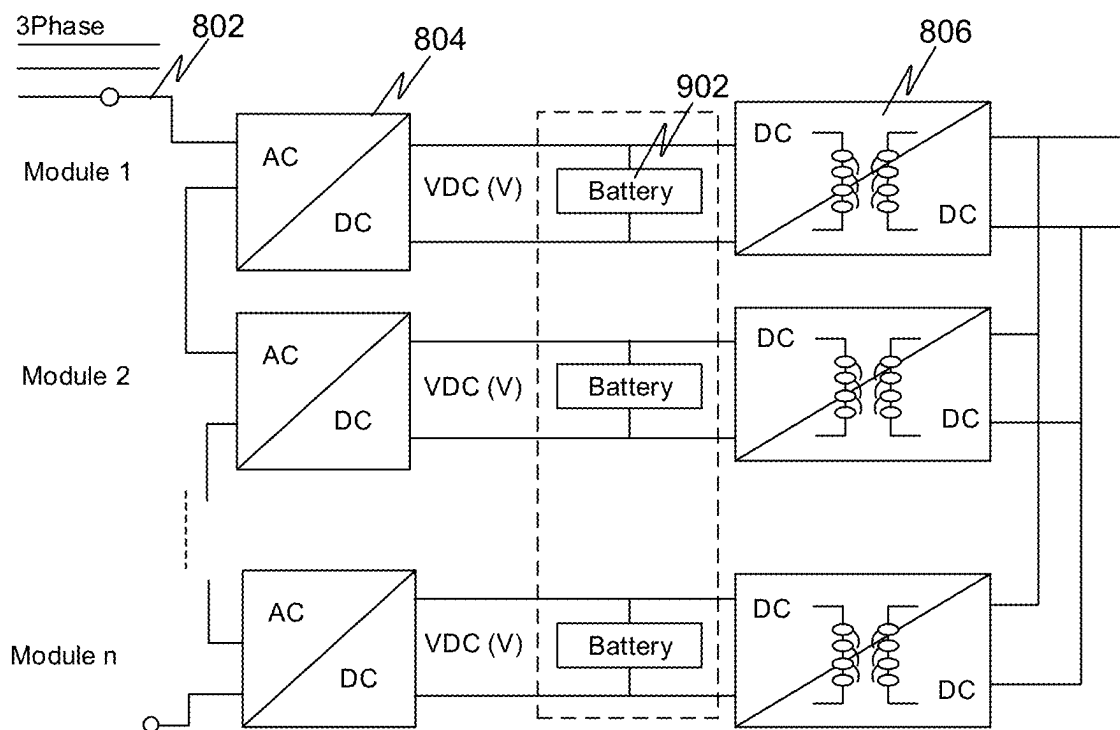 3Phase
802
804
902
806
Module 1
AC
DC
VDC (V)
Battery
DC
DC
Module 2
AC
DC
VDC (V)
Battery
DC
DC
Module n
AC
DC
VDC (V)
Battery
DC
DC